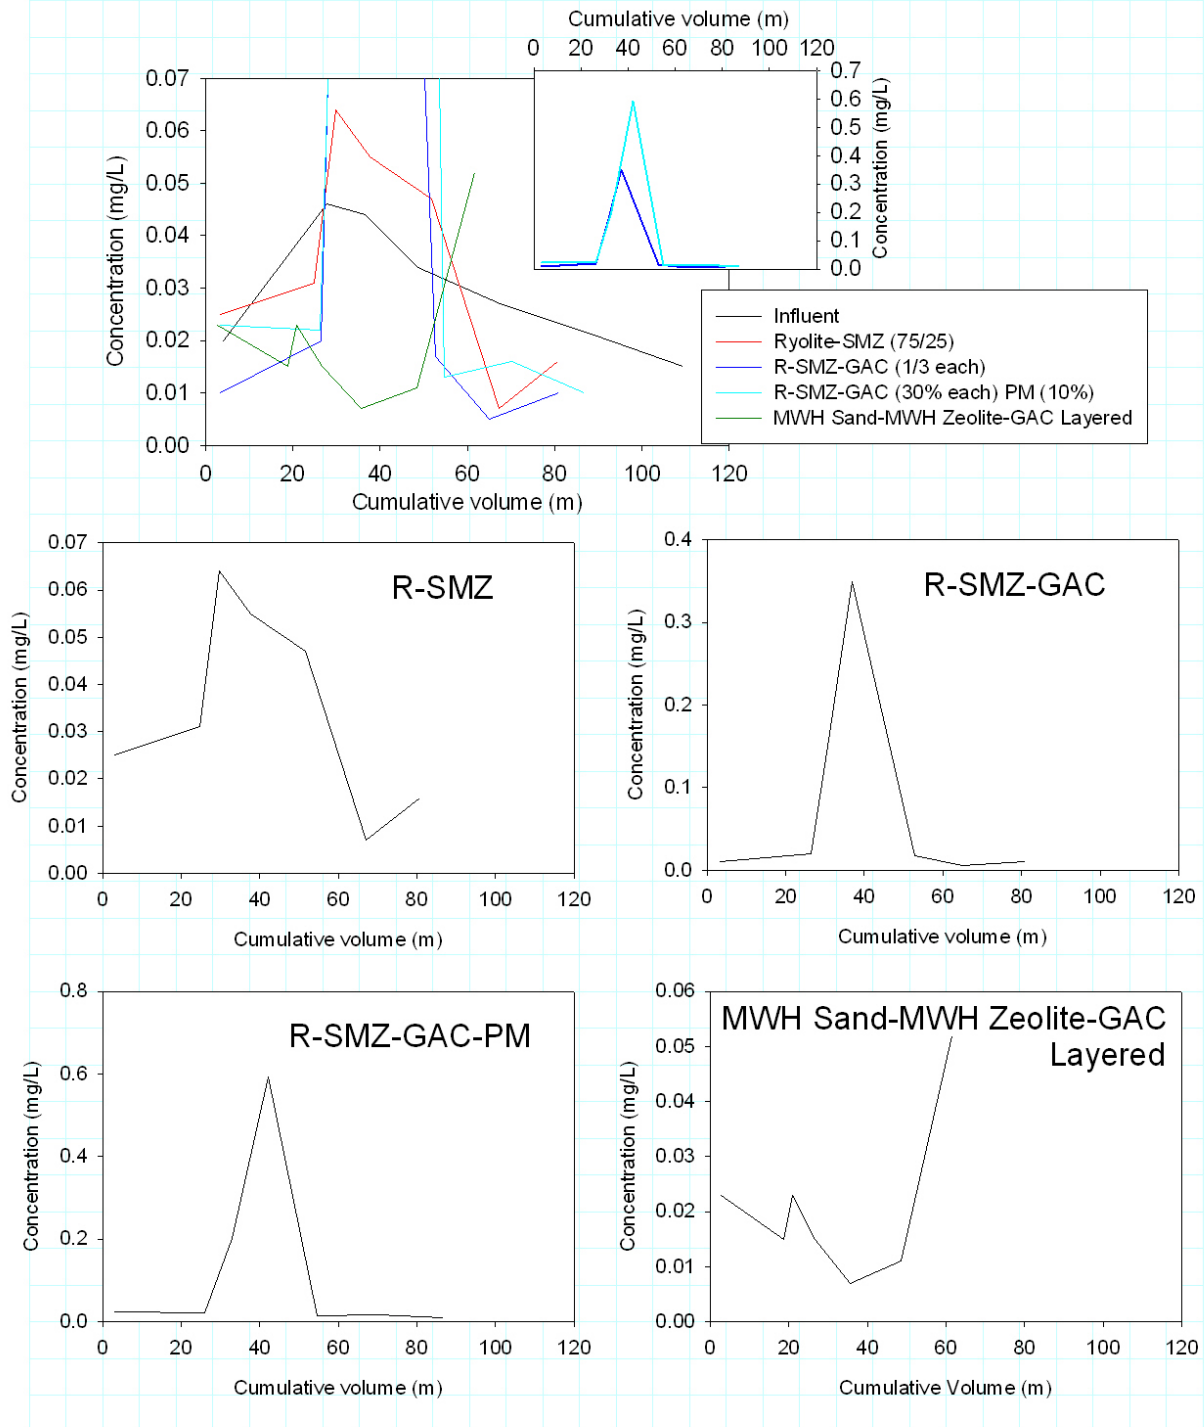 Cumulative volume (m)
0 20 40 60 80 100 120
0.7
0.6
0.5
0.4
0.3
0.2
0.1
0.0
Concentration (mg/L)
0.07
0.06
0.05
0.04
0.03
0.02
0.01
0.00
Concentration (mg/L)
0 20 40 60 80 100 120
Cumulative volume (m)
Influent
Ryolite-SMZ (75/25)
R-SMZ-GAC (1/3 each)
R-SMZ-GAC (30% each) PM (10%)
MWH Sand-MWH Zeolite-GAC Layered
R-SMZ
0.07
0.06
0.05
0.04
0.03
0.02
0.01
0.00
Concentration (mg/L)
0 20 40 60 80 100 120
Cumulative volume (m)
R-SMZ-GAC
0.4
0.3
0.2
0.1
0.0
Concentration (mg/L)
0 20 40 60 80 100 120
Cumulative volume (m)
R-SMZ-GAC-PM
0.8
0.6
0.4
0.2
0.0
Concentration (mg/L)
0 20 40 60 80 100 120
Cumulative volume (m)
MWH Sand-MWH Zeolite-GAC
Layered
0.06
0.05
0.04
0.03
0.02
0.01
0.00
Concentration (mg/L)
0 20 40 60 80 100 120
Cumulative Volume (m)